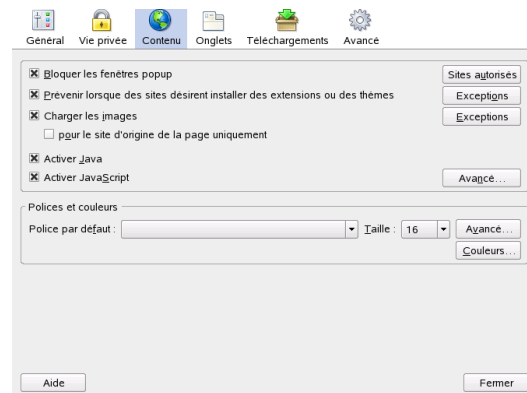 Général Vie privée Contenu Onglets Téléchargements Avancé
Bloquer les fenêtres popup Sites autorisés
Prévenir lorsque des sites désirent installer des extensions ou des thèmes Exceptions
Charger les images Exceptions
pour le site d'origine de la page uniquement
Activer Java
Activer JavaScript Avancé...
Polices et couleurs
Police par défaut : Taille : 16 Avancé...
Couleurs...
Aide Fermer